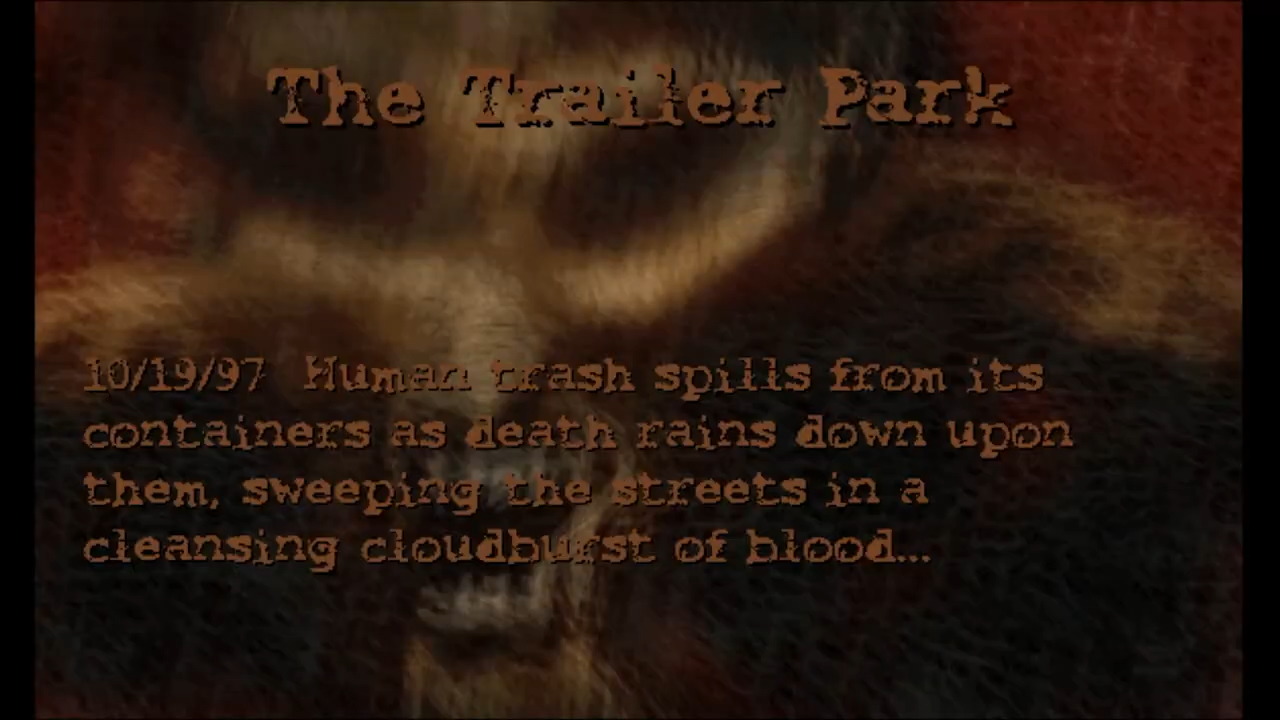 The Trailer Park
10/19/97 Human trash spills from its
containers as death rains down upon
them, sweeping the streets in a
cleansing cloudburst of blood...